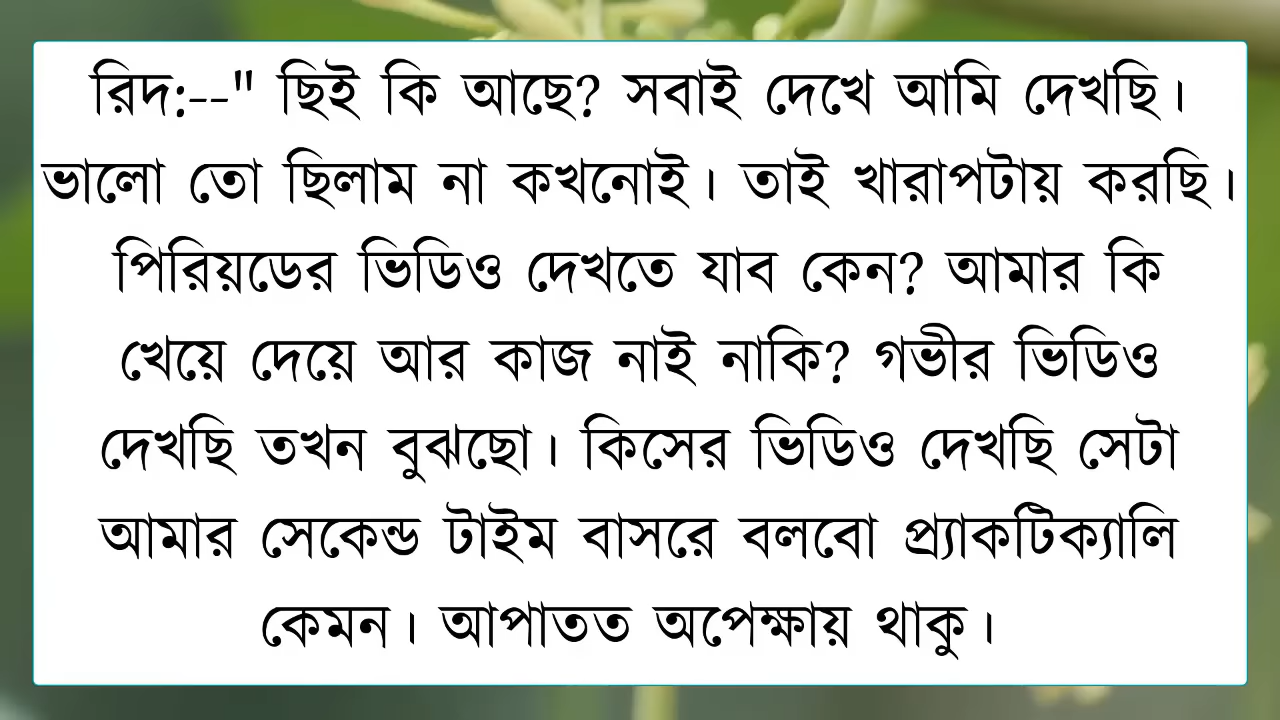 রিদ:--" ছিই কি আছে? সবাই দেখে আমি দেখছি।
ভালো তো ছিলাম না কখনোই। তাই খারাপটায় করছি।
পিরিয়ডের ভিডিও দেখতে যাব কেন? আমার কি
খেয়ে দেয়ে আর কাজ নাই নাকি? গভীর ভিডিও
দেখছি তখন বুঝছো। কিসের ভিডিও দেখছি সেটা
আমার সেকেন্ড টাইম বাসরে বলবো প্র্যাকটিক্যালি
কেমন। আপাতত অপেক্ষায় থাকু।